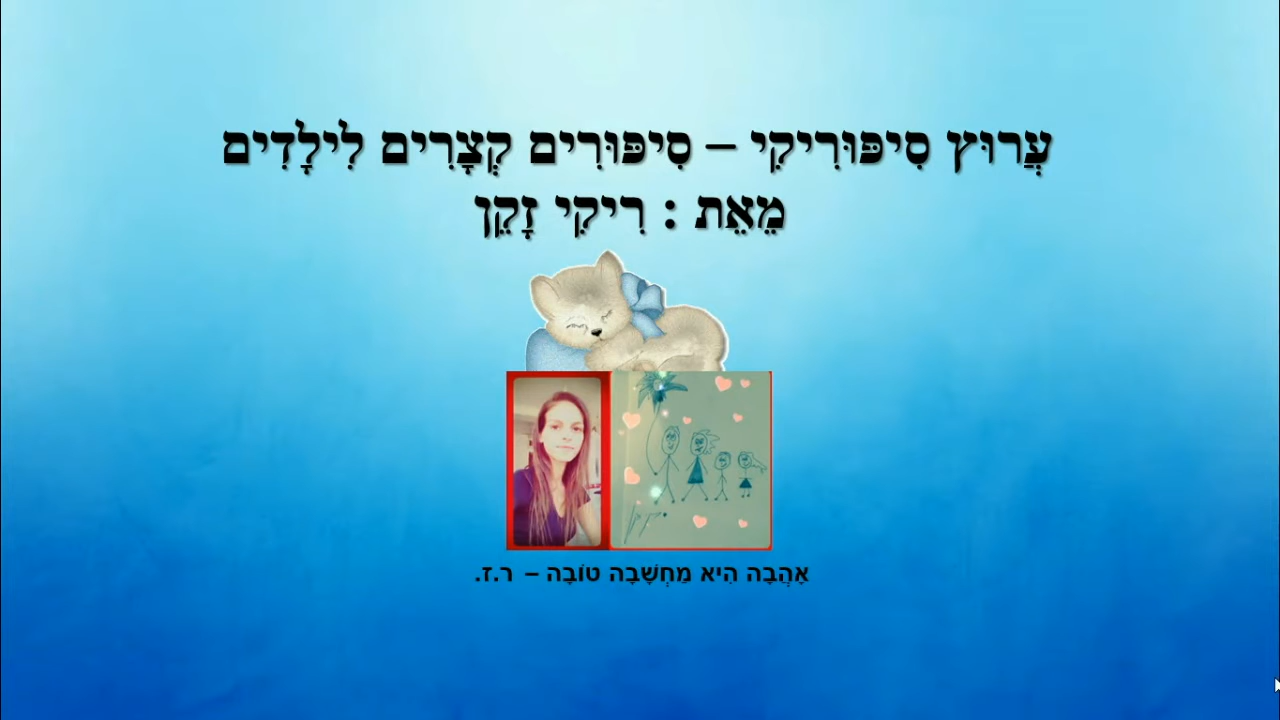 עֲרוּץ סִיפּוּרִיקִי – סִיפּוּרִים קְצָרִים לִילָדִים
מֵאֵת : רִיקִי זָקֵן
אַהֲבָה הִיא מַחְשָׁבָה טוֹבָה – ר.ז.